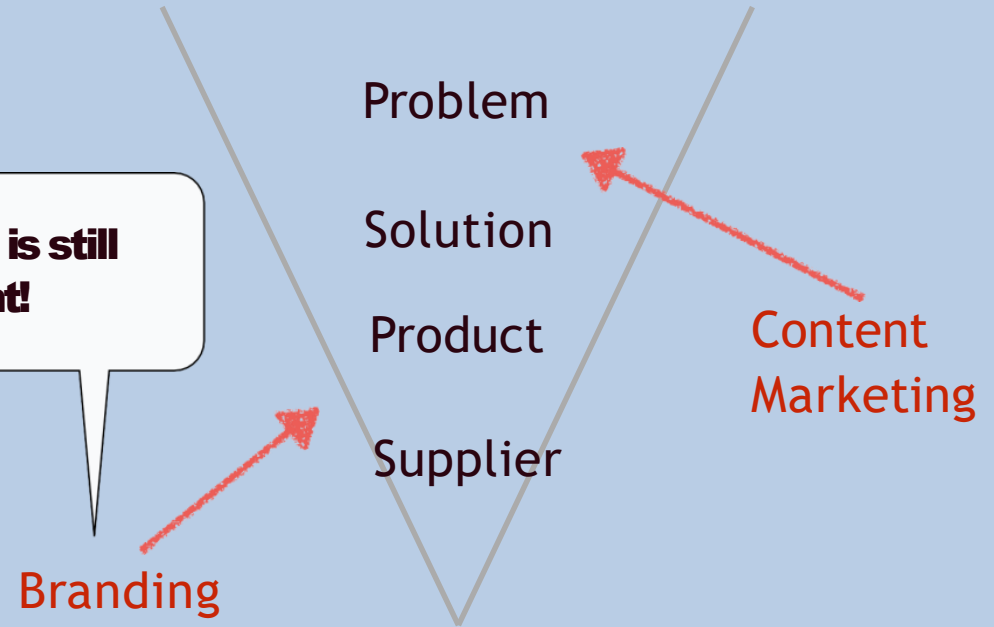 Problem
Solution
is still
Product
Content
Marketing
Supplier
Branding